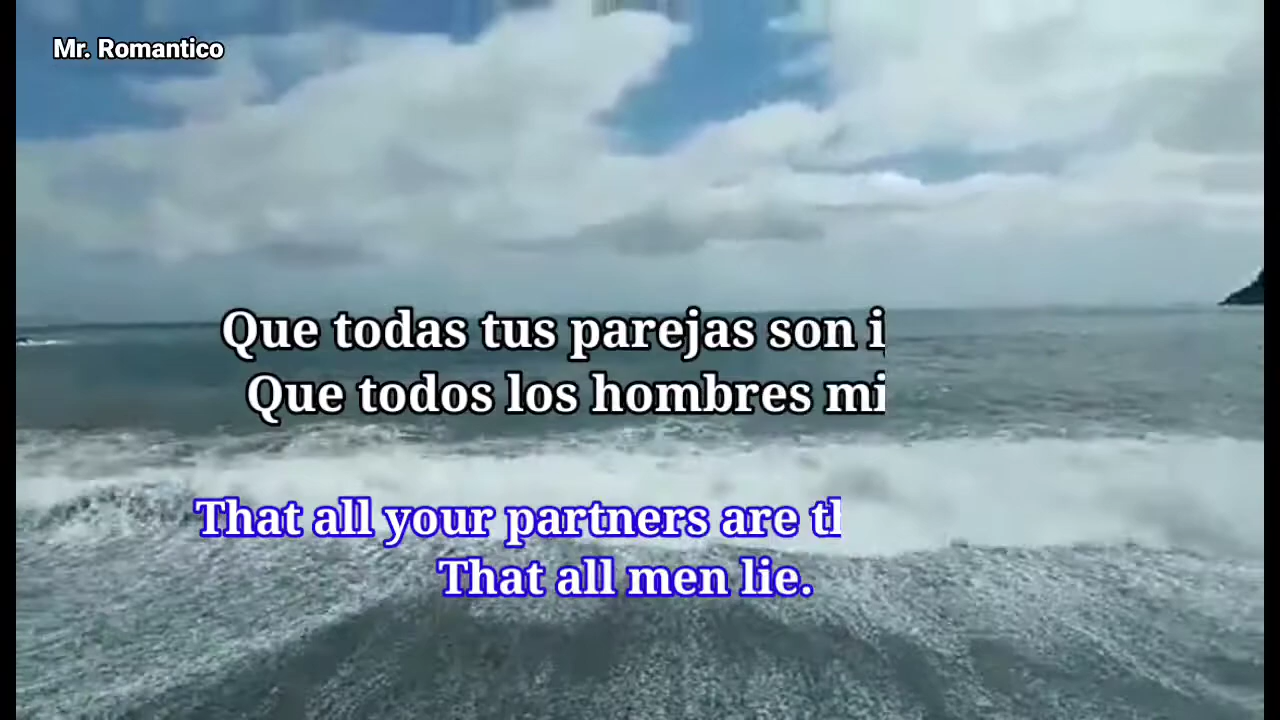 Mr. Romantico
Que todas tus parejas son
Que todos los hombres
That all your partners are
That all men lie.